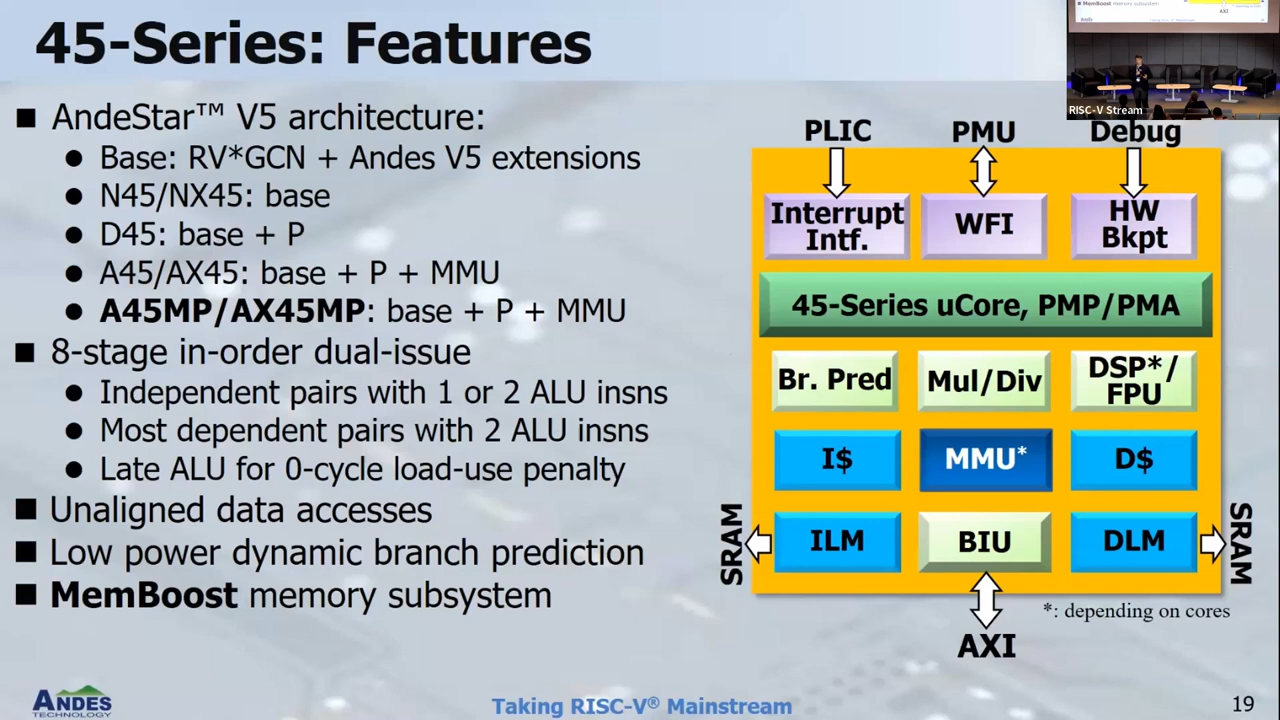 45-Series: Features
■ AndeStar™ V5 architecture:
● Base: RV*GCN + Andes V5 extensions
● N45/NX45: base
● D45: base + P
● A45/AX45: base + P + MMU
● A45MP/AX45MP: base + P + MMU
■ 8-stage in-order dual-issue
● Independent pairs with 1 or 2 ALU insns
● Most dependent pairs with 2 ALU insns
● Late ALU for 0-cycle load-use penalty
■ Unaligned data accesses
■ Low power dynamic branch prediction
■ MemBoost memory subsystem
MemBoost memory subsystem
AXI
RISC-V Stream
PLIC PMU Debug
Interrupt Intf.
WFI
HW Bkpt
45-Series uCore, PMP/PMA
Br. Pred
Mul/Div
DSP*/ FPU
I$
MMU*
D$
SRAM
ILM
BIU
DLM
SRAM
*: depending on cores
AXI
ANDES
TECHNOLOGY
Taking RISC-V® Mainstream
19